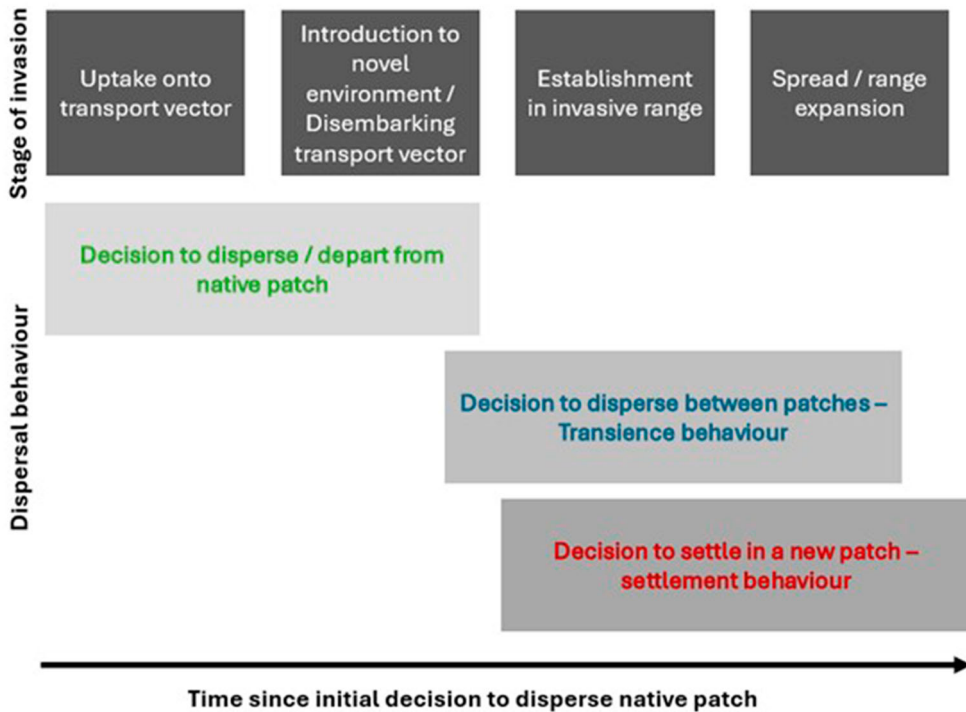 Stage of invasion
Uptake onto
transport vector
Introduction to
novel
environment /
Disembarking
transport vector
Establishment
in invasive range
Spread / range
expansion
Dispersal behaviour
Decision to disperse / depart from
native patch
Decision to disperse between patches –
Transience behaviour
Decision to settle in a new patch –
settlement behaviour
Time since initial decision to disperse native patch